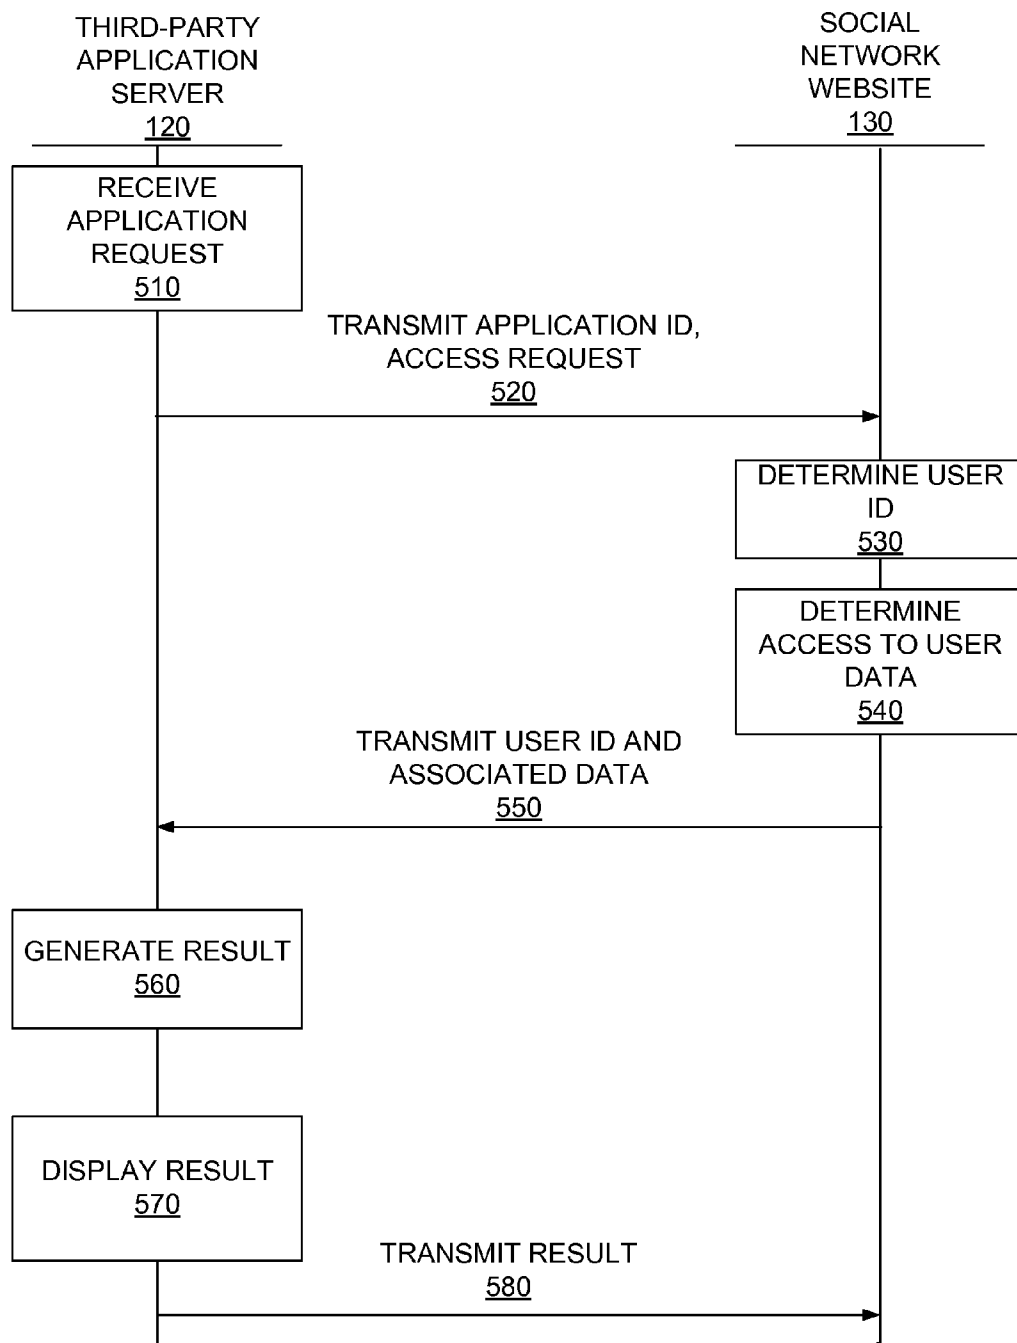 THIRD-PARTY
APPLICATION
SERVER
120
SOCIAL
NETWORK
WEBSITE
130
RECEIVE
APPLICATION
REQUEST
510
TRANSMIT APPLICATION ID,
ACCESS REQUEST
520
DETERMINE USER
ID
530
DETERMINE
ACCESS TO USER
DATA
540
TRANSMIT USER ID AND
ASSOCIATED DATA
550
GENERATE RESULT
560
DISPLAY RESULT
570
TRANSMIT RESULT
580